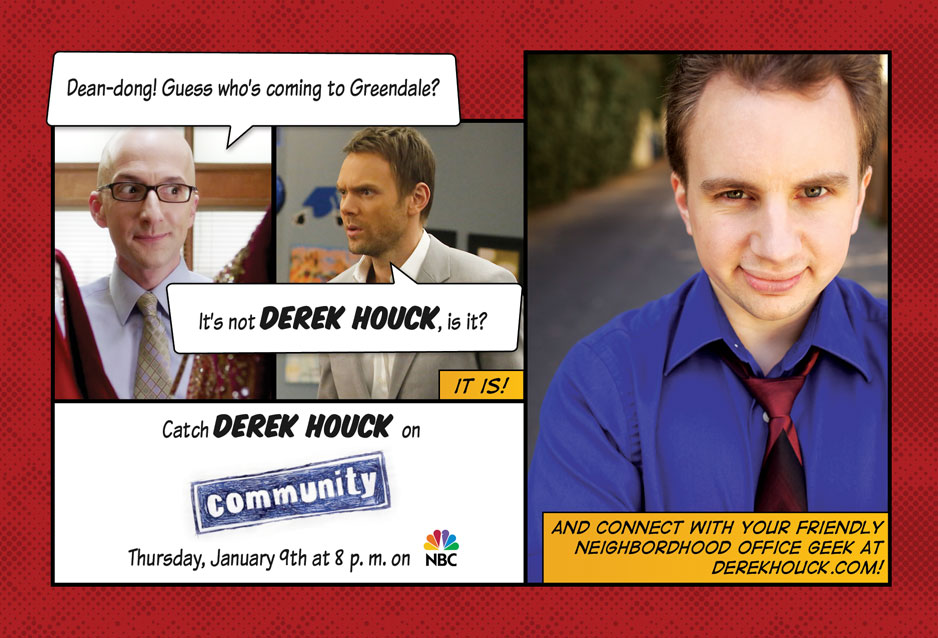 Dean-dong! Guess who's coming to Greendale?
It's not DEREK HOUCK, is it?
IT IS!
Catch DEREK HOUCK on
community
Thursday, January 9th at 8 p. m. on NBC
AND CONNECT WITH YOUR FRIENDLY
NEIGHBORDHOOD OFFICE GEEK AT
DEREKHOUCK.COM!